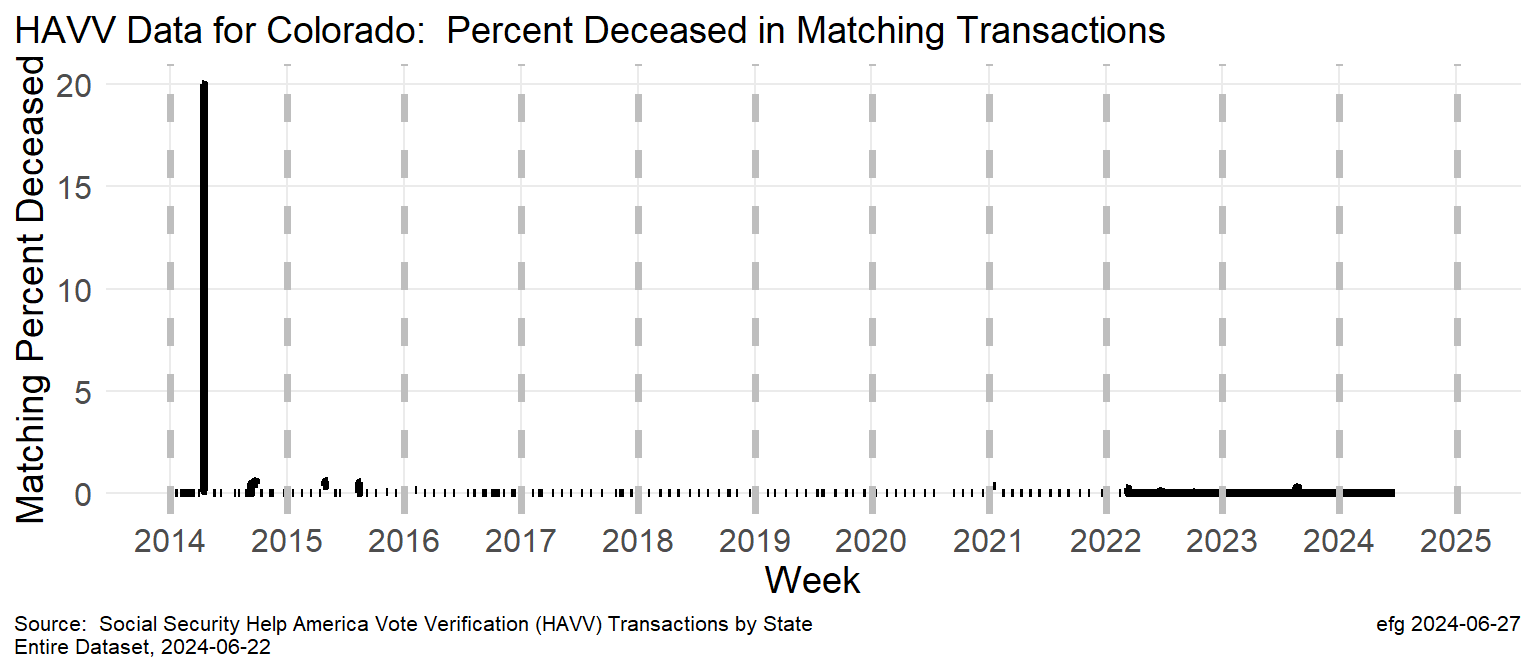 HAVV Data for Colorado:  Percent Deceased in Matching Transactions
Matching Percent Deceased
20
15
10
5
0
2014 2015 2016 2017 2018 2019 2020 2021 2022 2023 2024 2025
Week
Source:  Social Security Help America Vote Verification (HAVV) Transactions by State
Entire Dataset, 2024-06-22
efg 2024-06-27